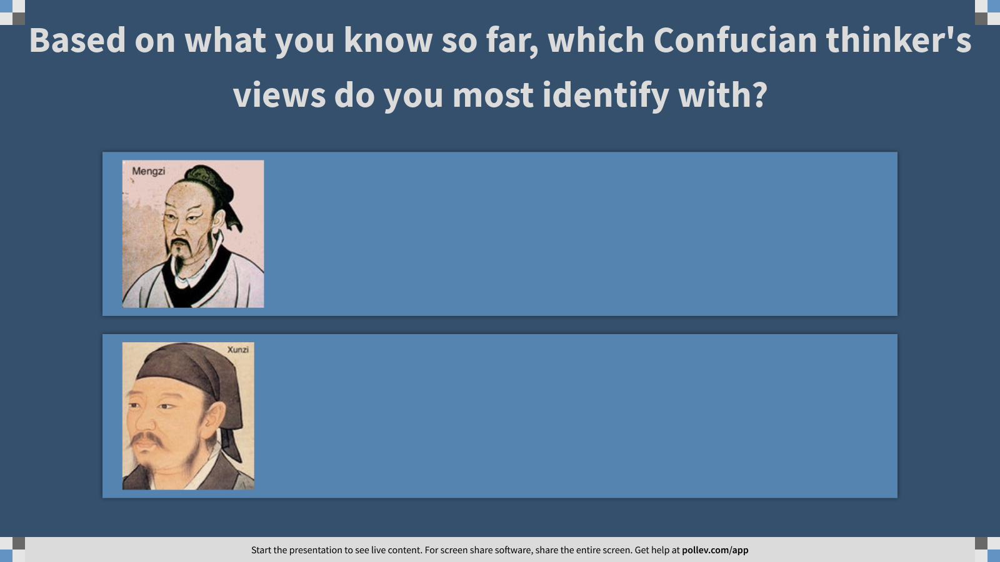 Based on what you know so far, which Confucian thinker's
views do you most identify with?
Mengzi
Xunzi
Start the presentation to see live content. For screen share software, share the entire screen. Get help at pollev.com/app